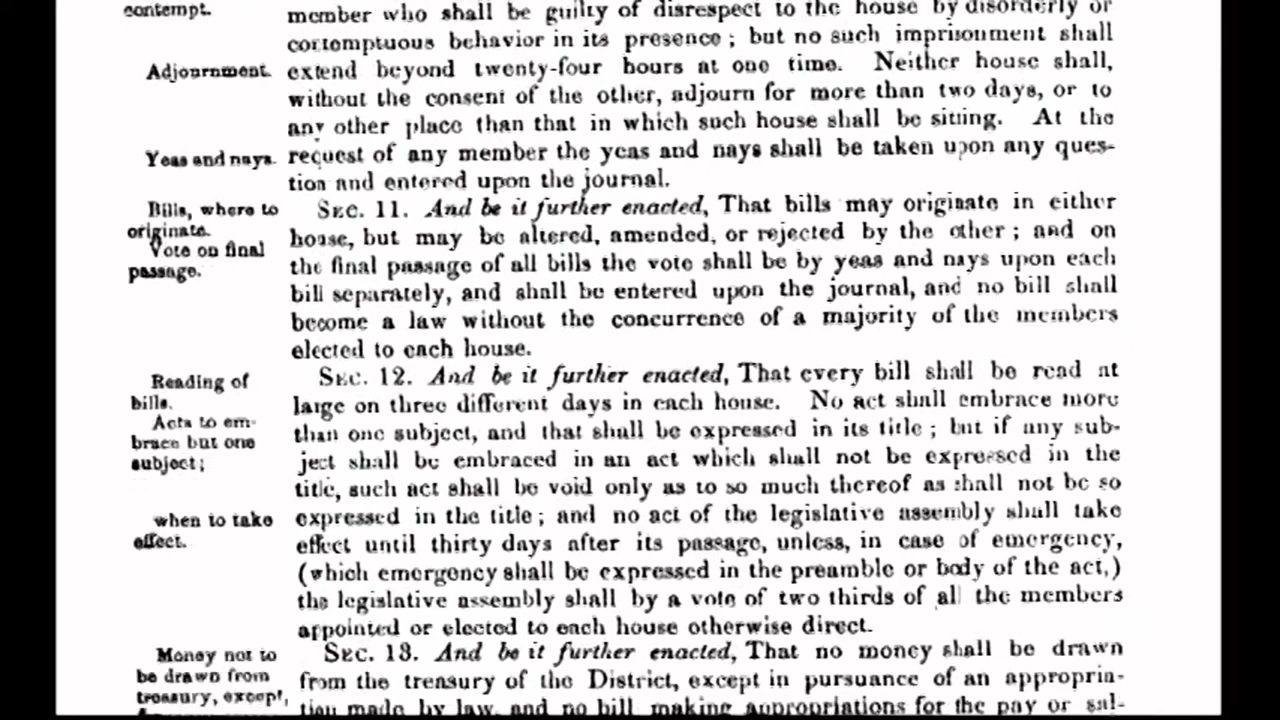 contempt.
member who shall be guilty of disrespect to the house by disorderly or
contemptuous behavior in its presence ; but no such imprisonment shall
Adjournment.
extend beyond twenty-four hours at one time. Neither house shall,
without the consent of the other, adjourn for more than two days, or to
any other place than that in which such house shall be sitting. At the
Yeas and nays.
request of any member the yeas and nays shall be taken upon any ques-
tion and entered upon the journal.
Bills, where to
originate.
Vote on final
passage.
SEC. 11. And be it further enacted, That bills may originate in either
house, but may be altered, amended, or rejected by the other ; and on
the final passage of all bills the vote shall be by yeas and nays upon each
bill separately, and shall be entered upon the journal, and no bill shall
become a law without the concurrence of a majority of the members
elected to each house.
Reading of
bills.
Acts to em-
brace but one
subject ;
SEC. 12. And be it further enacted, That every bill shall be read at
large on three different days in each house. No act shall embrace more
than one subject, and that shall be expressed in its title ; but if any sub-
ject shall be embraced in an act which shall not be expressed in the
title, such act shall be void only as to so much thereof as shall not be so
when to take
effect.
expressed in the title ; and no act of the legislative assembly shall take
effect until thirty days after its passage, unless, in case of emergency,
(which emergency shall be expressed in the preamble or body of the act,)
the legislative assembly shall by a vote of two thirds of all the members
appointed or elected to each house otherwise direct.
Money not to
be drawn from
treasury, except,
SEC. 13. And be it further enacted, That no money shall be drawn
from the treasury of the District, except in pursuance of an appropria-
tion made by law, and no bill making appropriations for the pay or sal-